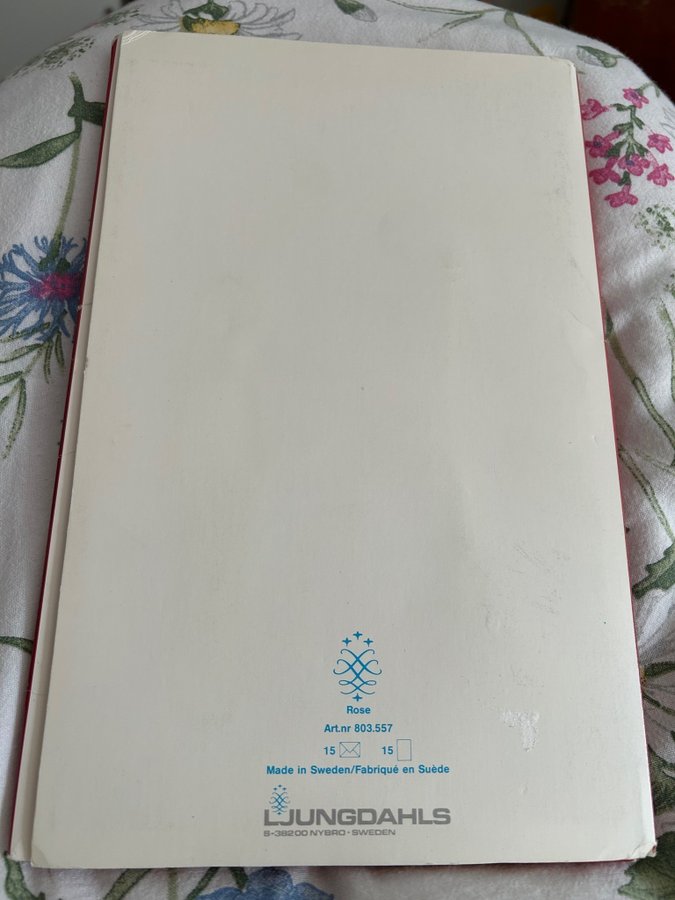 Rose
Art.nr 803.557
15 15
Made in Sweden/Fabriqué en Suède
LJUNGDAHLS
S-38200 NYBRO·SWEDEN